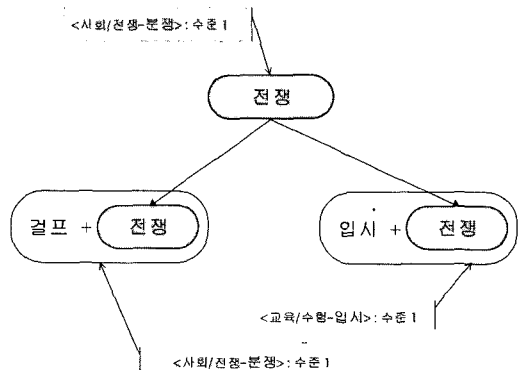 <사회/전쟁-분쟁>: 수준 1
전쟁
걸프 + 전쟁
입시 + 전쟁
<교육/수험-입시>: 수준 1
<사회/전쟁-분쟁>: 수준 1